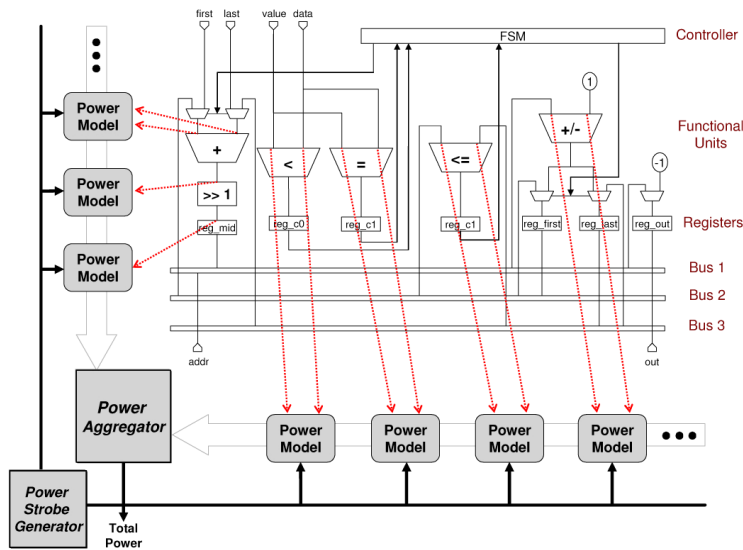 first last value data
FSM
Controller
1
Power
Model
+
+/-
Functional
Units
<
=
<=
Power
Model
>> 1
-1
reg_mid
reg_c0
reg_c1
reg_c1
reg_first
reg_last
reg_out
Registers
Power
Model
Bus 1
Bus 2
Bus 3
addr
out
Power
Aggregator
Power
Model
Power
Model
Power
Model
Power
Model
Power
Strobe
Generator
Total
Power